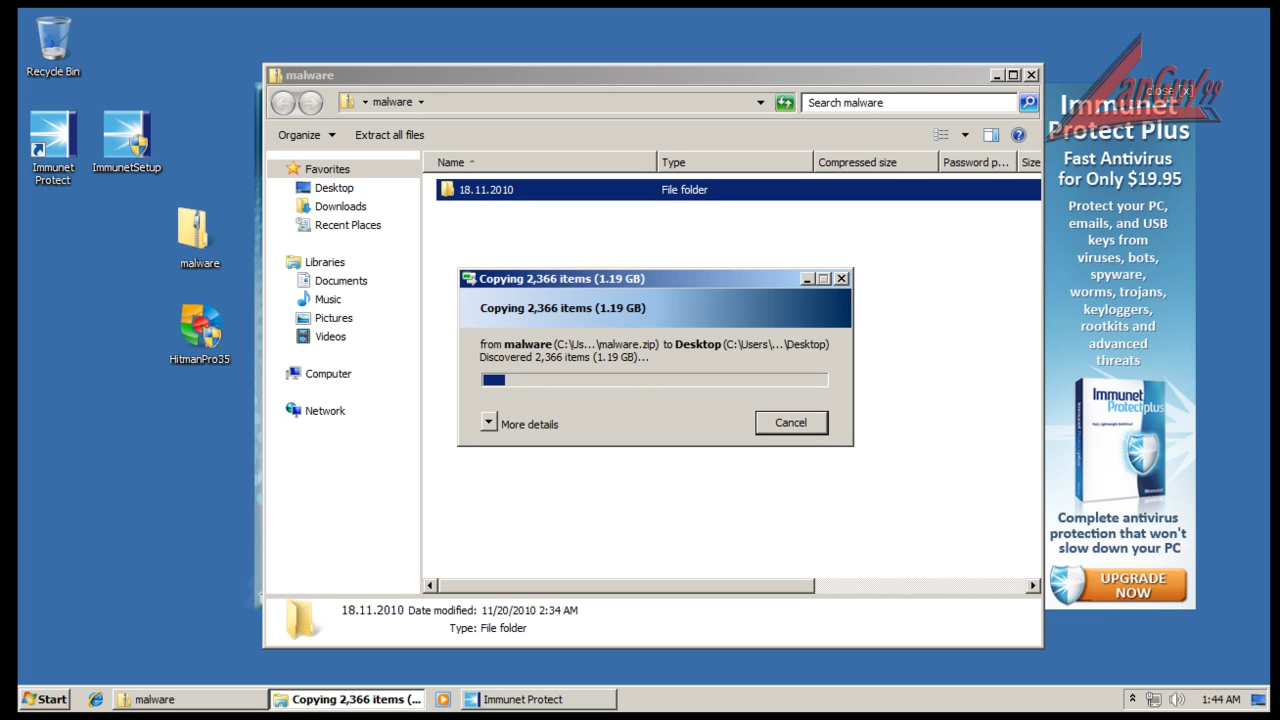 Recycle Bin
Immunet
Protect
ImmunetSetup
malware
HitmanPro35
malware
malware
Search malware
Organize
Extract all files
Favorites
Desktop
Downloads
Recent Places
Libraries
Documents
Music
Pictures
Videos
Computer
Network
Name
Type
Compressed size
Password p...
Size
18.11.2010
File folder
Copying 2,366 items (1.19 GB)
Copying 2,366 items (1.19 GB)
from malware (C:\Us...\malware.zip) to Desktop (C:\Users\...\Desktop)
Discovered 2,366 items (1.19 GB)...
More details
Cancel
18.11.2010 Date modified: 11/20/2010 2:34 AM
Type: File folder
close [x]
Immunet
Protect Plus
Fast Antivirus
for Only $19.95
Protect your PC,
emails, and USB
keys from
viruses, bots,
spyware,
worms, trojans,
keyloggers,
rootkits and
advanced
threats
Immunet
Protectplus
Complete antivirus
protection that won't
slow down your PC
UPGRADE
NOW
Start
malware
Copying 2,366 items (...
Immunet Protect
1:44 AM